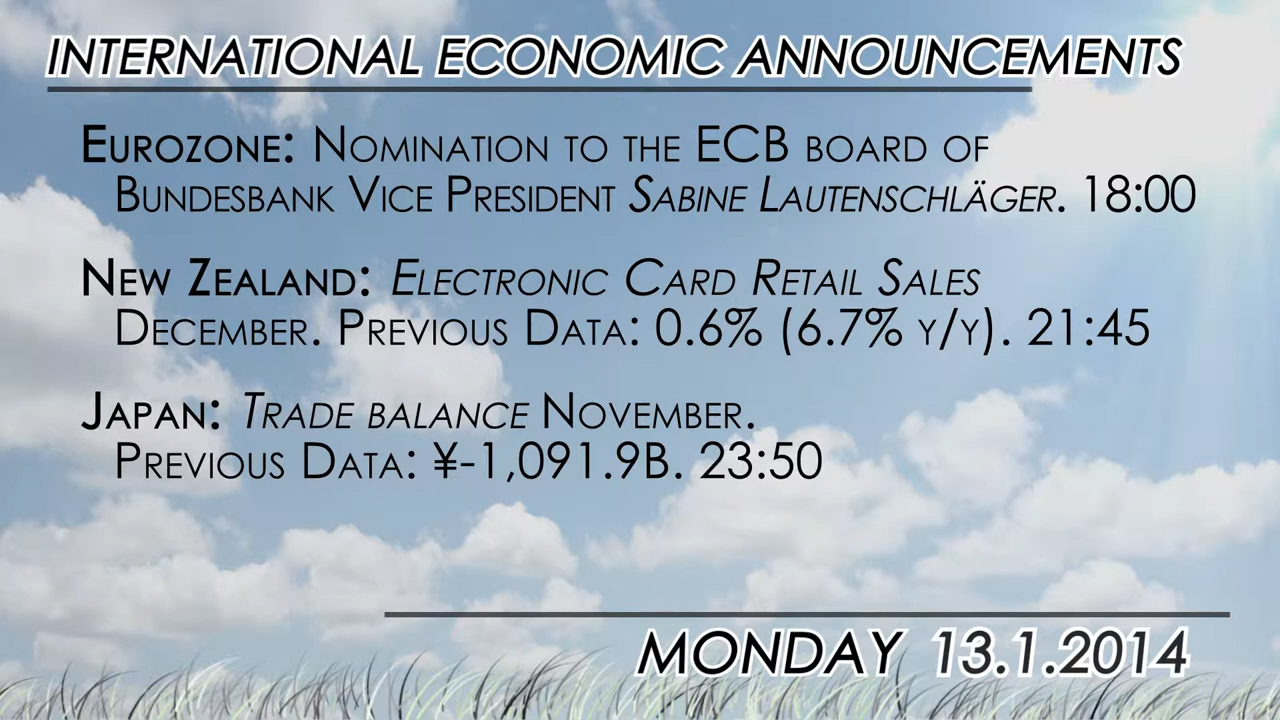 INTERNATIONAL ECONOMIC ANNOUNCEMENTS
EUROZONE: NOMINATION TO THE ECB BOARD OF
BUNDESBANK VICE PRESIDENT SABINE LAUTENSCHLÄGER. 18:00
NEW ZEALAND: ELECTRONIC CARD RETAIL SALES
DECEMBER. PREVIOUS DATA: 0.6% (6.7% Y/Y). 21:45
JAPAN: TRADE BALANCE NOVEMBER.
PREVIOUS DATA: ¥-1,091.9B. 23:50
MONDAY 13.1.2014